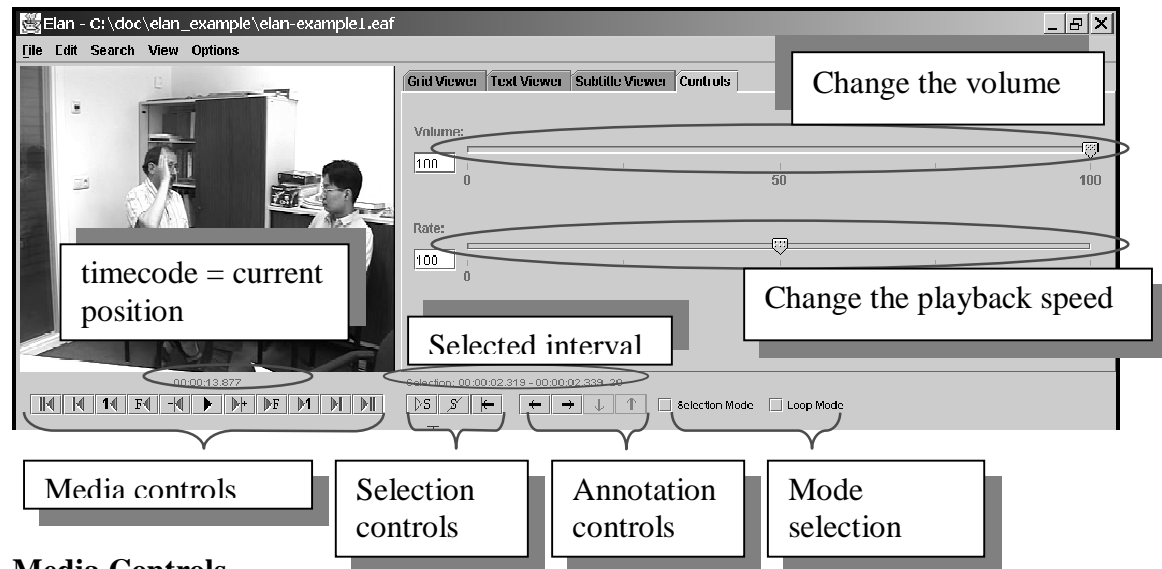 Elan - C:\doc\elan_example\elan-example1.eaf
File Edit Search View Options
Grid Viewer Text Viewer Subtitle Viewer Controls
Change the volume
Volume:
100
0 50 100
Rate:
100
0
timecode = current
position
Change the playback speed
Selected interval
00:00:13.877
Selection: 00:00:02.319 - 00:00:02.339 20
1 F - + F 1
S S
Selection Mode Loop Mode
Media controls
Selection
controls
Annotation
controls
Mode
selection
Media Controls